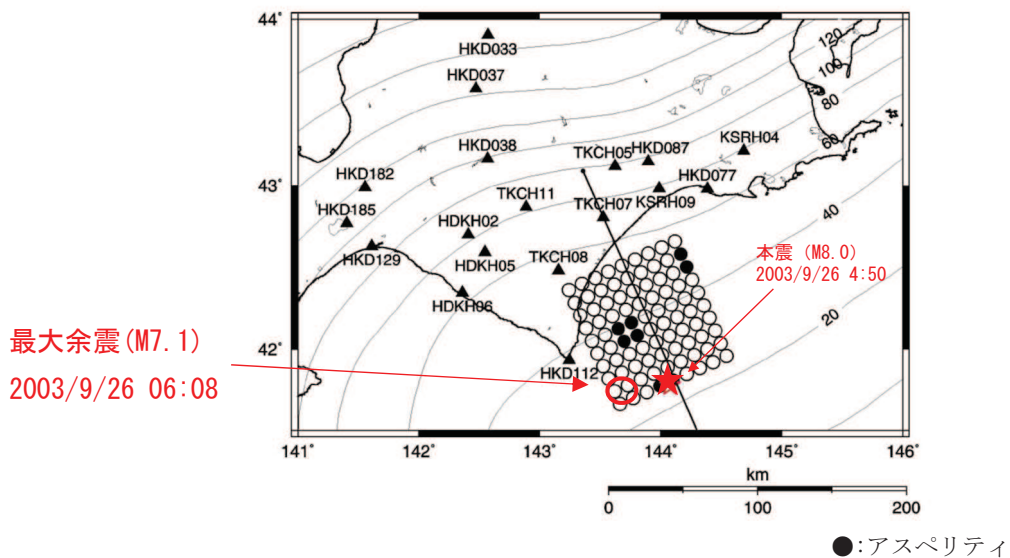 44°
HKD033
HKD037
120
100
80
60
KSRH04
HKD038
TKCH05
HKD087
HKD182
43°
TKCH11
HKD077
HKD185
TKCH07
KSRH09
HDKH02
40
HKD129
HDKH05
TKCH08
本震 (M8.0)
2003/9/26 4:50
HDKH06
20
最大余震(M7.1)
2003/9/26 06:08
42°
HKD112
141°
142°
143°
144°
145°
146°
km
0
100
200
●:アスペリティ